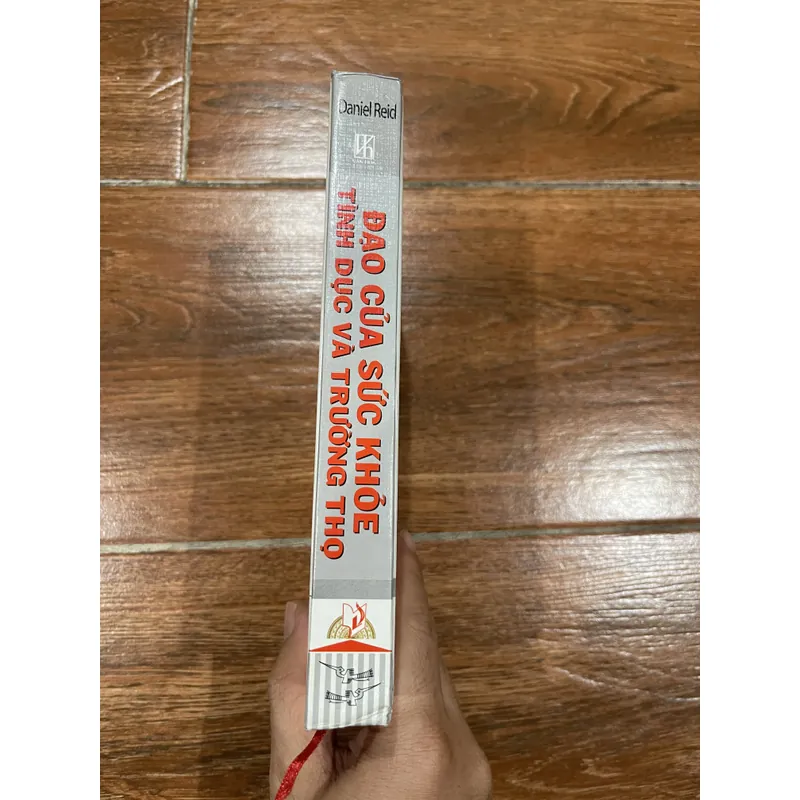 Daniel Reid
ĐẠO CỦA SỨC KHỎE
TÌNH DỤC VÀ TRƯỜNG THỌ